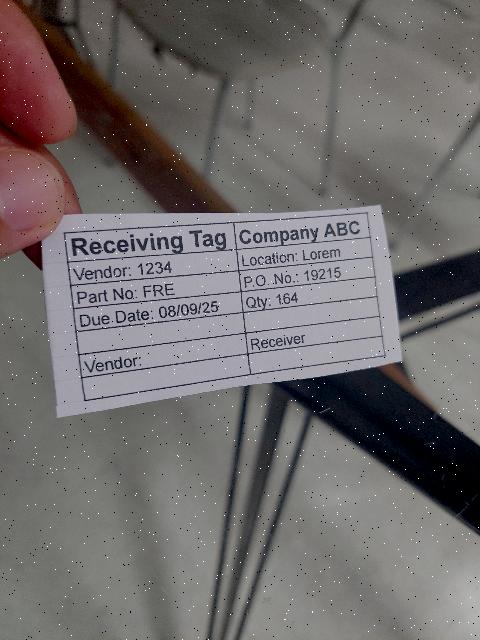 Receiving Tag Company ABC
Vendor: 1234 Location: Lorem
Part No: FRE P.O. No.: 19215
Due Date: 08/09/25 Qty: 164
Vendor: Receiver